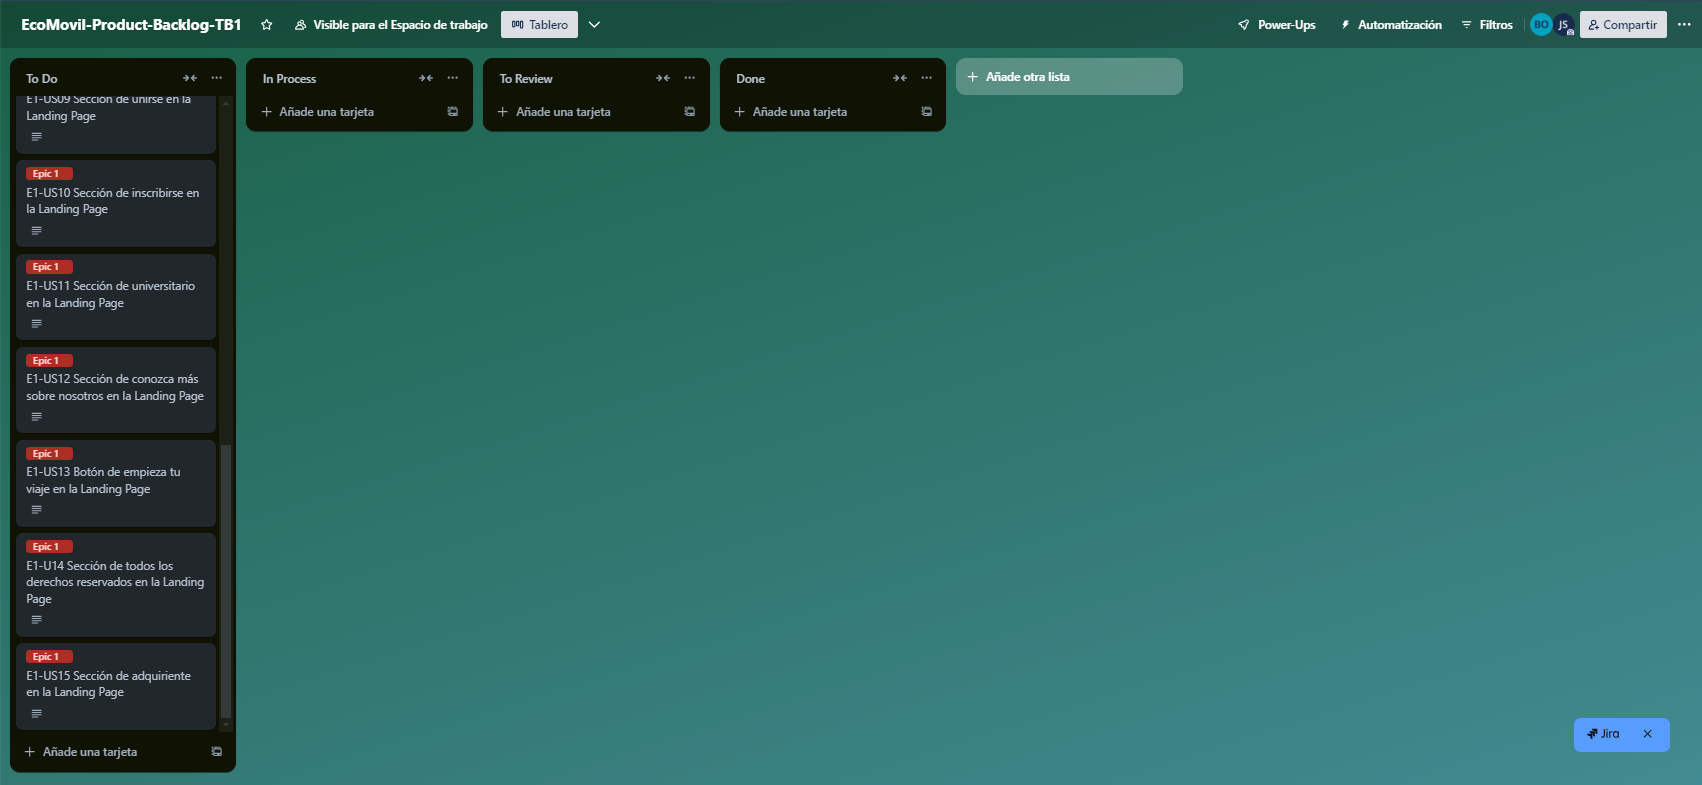 EcoMovil-Product-Backlog-TB1
Visible para el Espacio de trabajo
Tablero
Power-Ups
Automatización
Filtros
BO
JS
Compartir
To Do
E1-US09 Sección de unirse en la
Landing Page
Epic 1
E1-US10 Sección de inscribirse en
la Landing Page
Epic 1
E1-US11 Sección de universitario
en la Landing Page
Epic 1
E1-US12 Sección de conozca más
sobre nosotros en la Landing Page
Epic 1
E1-US13 Botón de empieza tu
viaje en la Landing Page
Epic 1
E1-U14 Sección de todos los
derechos reservados en la Landing
Page
Epic 1
E1-US15 Sección de adquiriente
en la Landing Page
Añade una tarjeta
In Process
Añade una tarjeta
To Review
Añade una tarjeta
Done
Añade una tarjeta
Añade otra lista
Jira